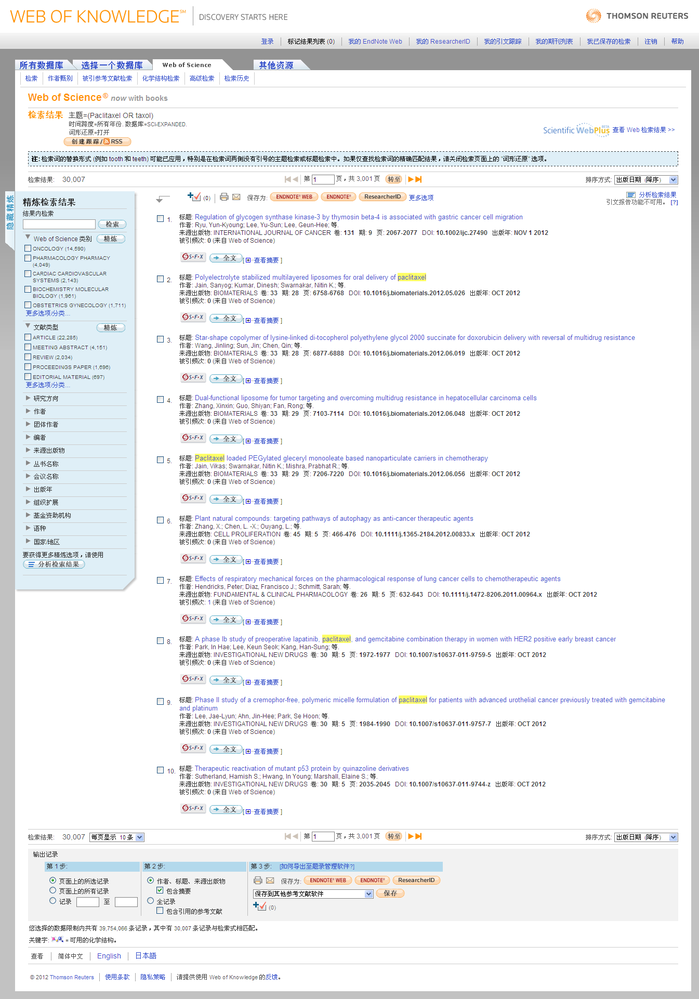 WEB OF KNOWLEDGE℠ DISCOVERY STARTS HERE
THOMSON REUTERS
登录 标记结果列表 (0) 我的 EndNote Web 我的 ResearcherID 我的引文跟踪 我的期刊列表 我已保存的检索 注销 帮助
所有数据库 选择一个数据库 Web of Science 其他资源
检索 作者甄别 被引参考文献检索 化学结构检索 高级检索 检索历史
Web of Science® now with books
检索结果 主题=(Paclitaxel OR taxol)
时间跨度=所有年份. 数据库=SCI-EXPANDED.
词形还原=打开
创建跟踪 / RSS
Scientific WebPlus BETA 查看 Web 检索结果 >>
注: 检索词的替换形式 (例如 tooth 和 teeth) 可能已应用，特别是在检索词两侧没有引号的主题检索或标题检索中。如果仅查找检索词的精确匹配结果，请关闭检索页面上的 "词形还原" 选项。
检索结果: 30,007 第 1 页，共 3,001 页 转至 排序方式: 出版日期 (降序)
隐藏精炼
精炼检索结果
结果内检索
检索
Web of Science 类别 精炼
ONCOLOGY (14,590)
PHARMACOLOGY PHARMACY
(4,049)
CARDIAC CARDIOVASCULAR
SYSTEMS (2,143)
BIOCHEMISTRY MOLECULAR
BIOLOGY (1,961)
OBSTETRICS GYNECOLOGY (1,711)
更多选项/分类...
文献类型 精炼
ARTICLE (22,285)
MEETING ABSTRACT (4,151)
REVIEW (2,034)
PROCEEDINGS PAPER (1,696)
EDITORIAL MATERIAL (697)
更多选项/分类...
研究方向
作者
团体作者
编者
来源出版物
丛书名称
会议名称
出版年
组织扩展
基金资助机构
语种
国家/地区
要获得更多精炼选项，请使用
分析检索结果
(0) 保存为: ENDNOTE WEB ENDNOTE ResearcherID 更多选项
分析检索结果
引文报告功能不可用。 [?]
1. 标题: Regulation of glycogen synthase kinase-3 by thymosin beta-4 is associated with gastric cancer cell migration
作者: Ryu, Yun-Kyoung; Lee, Yu-Sun; Lee, Geun-Hee; 等.
来源出版物: INTERNATIONAL JOURNAL OF CANCER 卷: 131 期: 9 页: 2067-2077 DOI: 10.1002/ijc.27490 出版年: NOV 1 2012
被引频次: 0 (来自 Web of Science)
S·F·X 全文 [ 查看摘要 ]
2. 标题: Polyelectrolyte stabilized multilayered liposomes for oral delivery of paclitaxel
作者: Jain, Sanyog; Kumar, Dinesh; Swarnakar, Nitin K.; 等.
来源出版物: BIOMATERIALS 卷: 33 期: 28 页: 6758-6768 DOI: 10.1016/j.biomaterials.2012.05.026 出版年: OCT 2012
被引频次: 0 (来自 Web of Science)
S·F·X 全文 [ 查看摘要 ]
3. 标题: Star-shape copolymer of lysine-linked di-tocopherol polyethylene glycol 2000 succinate for doxorubicin delivery with reversal of multidrug resistance
作者: Wang, Jinling; Sun, Jin; Chen, Qin; 等.
来源出版物: BIOMATERIALS 卷: 33 期: 28 页: 6877-6888 DOI: 10.1016/j.biomaterials.2012.06.019 出版年: OCT 2012
被引频次: 0 (来自 Web of Science)
S·F·X 全文 [ 查看摘要 ]
4. 标题: Dual-functional liposome for tumor targeting and overcoming multidrug resistance in hepatocellular carcinoma cells
作者: Zhang, Xinxin; Guo, Shiyan; Fan, Rong; 等.
来源出版物: BIOMATERIALS 卷: 33 期: 29 页: 7103-7114 DOI: 10.1016/j.biomaterials.2012.06.048 出版年: OCT 2012
被引频次: 0 (来自 Web of Science)
S·F·X 全文 [ 查看摘要 ]
5. 标题: Paclitaxel loaded PEGylated gleceryl monooleate based nanoparticulate carriers in chemotherapy
作者: Jain, Vikas; Swarnakar, Nitin K.; Mishra, Prabhat R.; 等.
来源出版物: BIOMATERIALS 卷: 33 期: 29 页: 7206-7220 DOI: 10.1016/j.biomaterials.2012.06.056 出版年: OCT 2012
被引频次: 0 (来自 Web of Science)
S·F·X 全文 [ 查看摘要 ]
6. 标题: Plant natural compounds: targeting pathways of autophagy as anti-cancer therapeutic agents
作者: Zhang, X.; Chen, L. -X.; Ouyang, L.; 等.
来源出版物: CELL PROLIFERATION 卷: 45 期: 5 页: 466-476 DOI: 10.1111/j.1365-2184.2012.00833.x 出版年: OCT 2012
被引频次: 0 (来自 Web of Science)
S·F·X 全文 [ 查看摘要 ]
7. 标题: Effects of respiratory mechanical forces on the pharmacological response of lung cancer cells to chemotherapeutic agents
作者: Hendricks, Peter; Diaz, Francisco J.; Schmitt, Sarah; 等.
来源出版物: FUNDAMENTAL & CLINICAL PHARMACOLOGY 卷: 26 期: 5 页: 632-643 DOI: 10.1111/j.1472-8206.2011.00964.x 出版年: OCT 2012
被引频次: 1 (来自 Web of Science)
S·F·X 全文 [ 查看摘要 ]
8. 标题: A phase Ib study of preoperative lapatinib, paclitaxel, and gemcitabine combination therapy in women with HER2 positive early breast cancer
作者: Park, In Hae; Lee, Keun Seok; Kang, Han-Sung; 等.
来源出版物: INVESTIGATIONAL NEW DRUGS 卷: 30 期: 5 页: 1972-1977 DOI: 10.1007/s10637-011-9759-5 出版年: OCT 2012
被引频次: 0 (来自 Web of Science)
S·F·X 全文 [ 查看摘要 ]
9. 标题: Phase II study of a cremophor-free, polymeric micelle formulation of paclitaxel for patients with advanced urothelial cancer previously treated with gemcitabine
and platinum
作者: Lee, Jae-Lyun; Ahn, Jin-Hee; Park, Se Hoon; 等.
来源出版物: INVESTIGATIONAL NEW DRUGS 卷: 30 期: 5 页: 1984-1990 DOI: 10.1007/s10637-011-9757-7 出版年: OCT 2012
被引频次: 0 (来自 Web of Science)
S·F·X 全文 [ 查看摘要 ]
10. 标题: Therapeutic reactivation of mutant p53 protein by quinazoline derivatives
作者: Sutherland, Hamish S.; Hwang, In Young; Marshall, Elaine S.; 等.
来源出版物: INVESTIGATIONAL NEW DRUGS 卷: 30 期: 5 页: 2035-2045 DOI: 10.1007/s10637-011-9744-z 出版年: OCT 2012
被引频次: 0 (来自 Web of Science)
S·F·X 全文 [ 查看摘要 ]
检索结果: 30,007 每页显示 10 条 第 1 页，共 3,001 页 转至 排序方式: 出版日期 (降序)
输出记录
第 1 步: 第 2 步: 第 3 步: [如何导出至题录管理软件?]
页面上的所选记录 作者、标题、来源出版物 保存为: ENDNOTE WEB ENDNOTE ResearcherID
页面上的所有记录 包含摘要 保存到其他参考文献软件 保存
记录 至 全记录 (0)
包含引用的参考文献
您选择的数据限制内共有 39,754,066 条记录，其中有 30,007 条记录与检索式相匹配。
关键字: = 可用的化学结构。
查看 简体中文 English 日本語
© 2012 Thomson Reuters 使用条款 隐私策略 请提供使用 Web of Knowledge 的反馈。